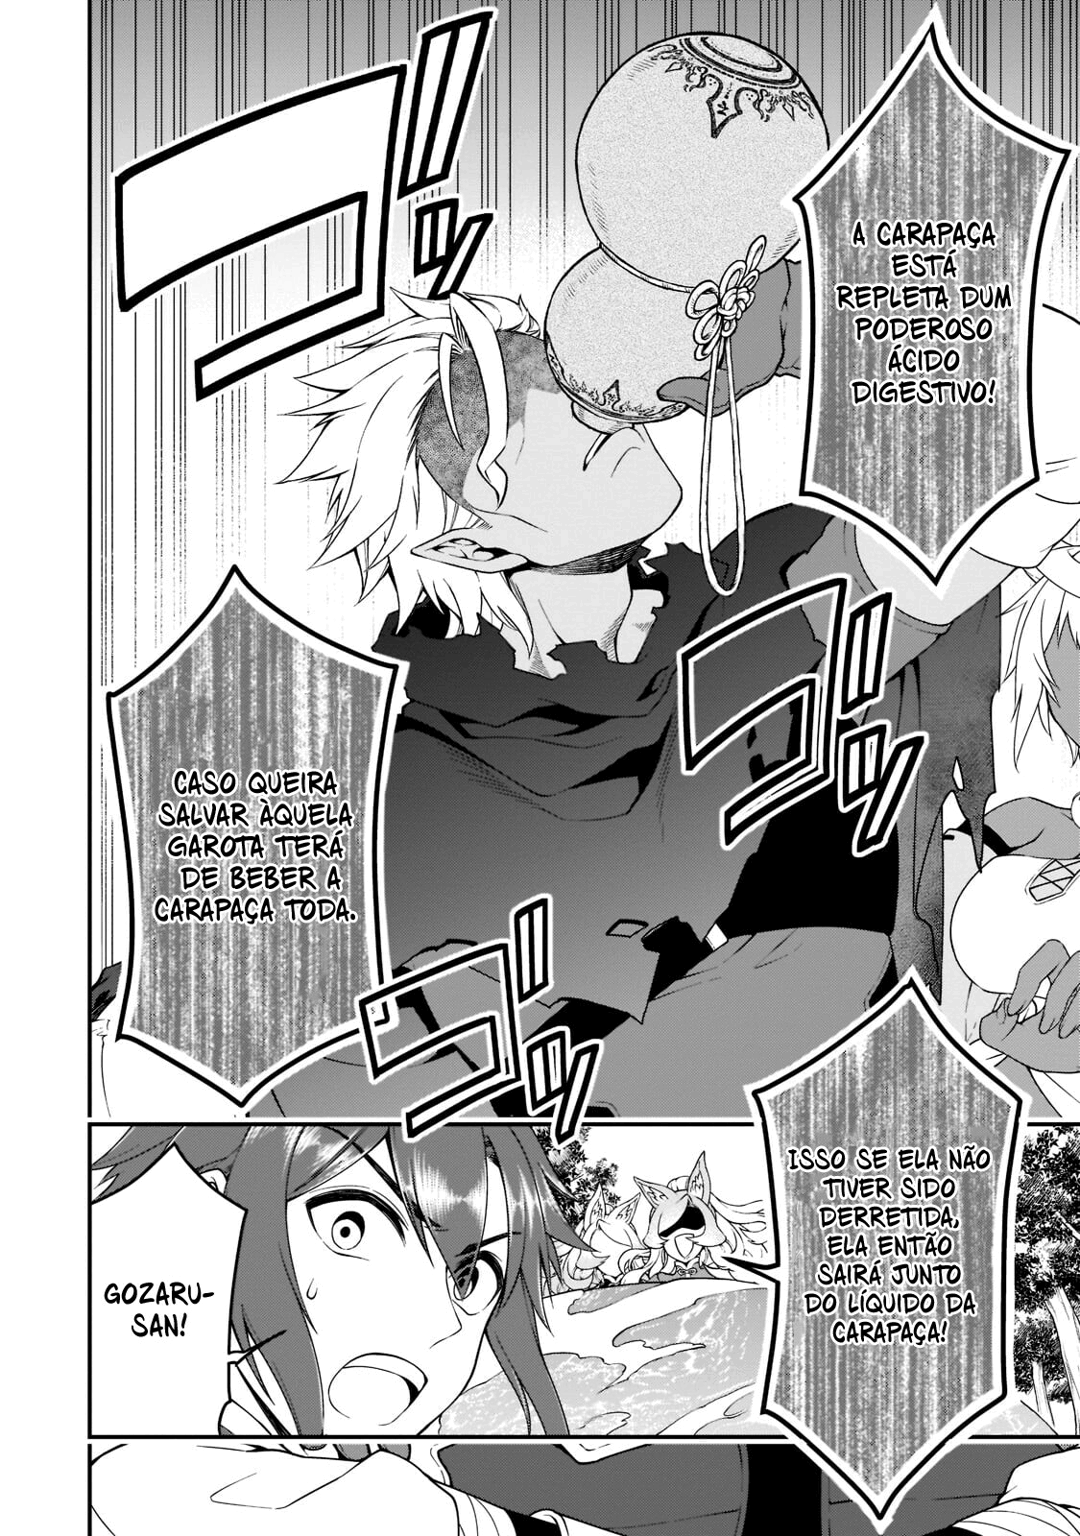 A CARAPAÇA
ESTÁ
REPLETA DUM
PODEROSO
ÁCIDO
DIGESTIVO!
ゴッ
CASO QUEIRA
SALVAR ÀQUELA
GAROTA TERÁ
DE BEBER A
CARAPAÇA TODA.
ゴッ
ゴッ
ISSO SE ELA NÃO
TIVER SIDO
DERRETIDA,
ELA ENTÃO
SAIRÁ JUNTO
DO LÍQUIDO DA
CARAPAÇA!
GOZARU-
SAN!